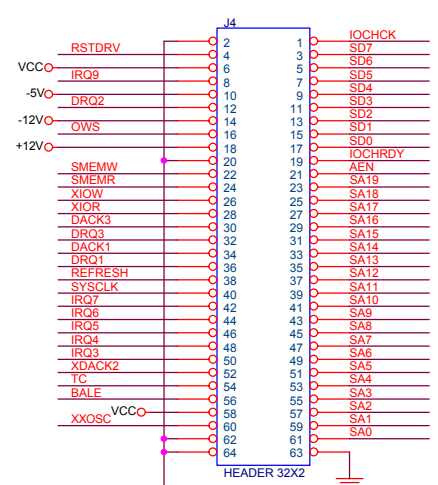 J4
2 1 IOCHCK
RSTDRV 4 3 SD7
VCC 6 5 SD6
IRQ9 8 7 SD5
-5V 10 9 SD4
DRQ2 12 11 SD3
-12V 14 13 SD2
OWS 16 15 SD1
+12V 18 17 SD0
20 19 IOCHRDY
SMEMW 22 21 AEN
SMEMR 24 23 SA19
XIOW 26 25 SA18
XIOR 28 27 SA17
DACK3 30 29 SA16
DRQ3 32 31 SA15
DACK1 34 33 SA14
DRQ1 36 35 SA13
REFRESH 38 37 SA12
SYSCLK 40 39 SA11
IRQ7 42 41 SA10
IRQ6 44 43 SA9
IRQ5 46 45 SA8
IRQ4 48 47 SA7
IRQ3 50 49 SA6
XDACK2 52 51 SA5
TC 54 53 SA4
BALE 56 55 SA3
VCC 58 57 SA2
XXOSC 60 59 SA1
62 61 SA0
64 63
HEADER 32X2